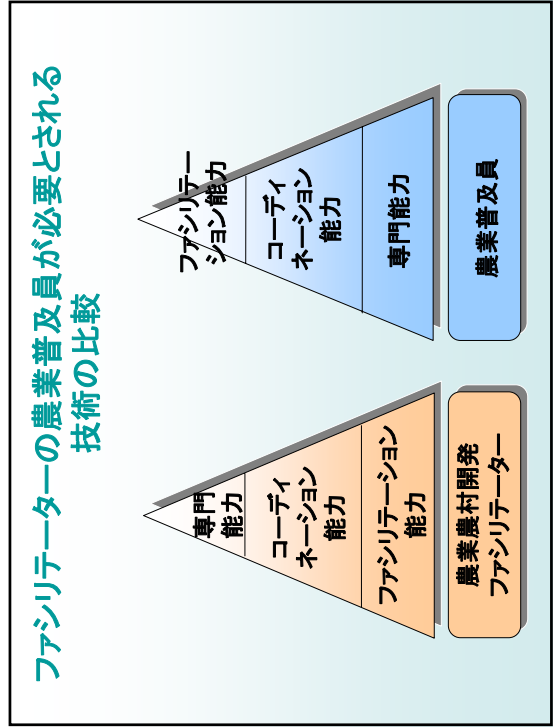 ファシリテーターの農業普及員が必要とされる
技術の比較
専門
能力
コーディ
ネーション
能力
ファシリテーション
能力
農業農村開発
ファシリテーター
ファシリテー
ション能力
コーディ
ネーション
能力
専門能力
農業普及員